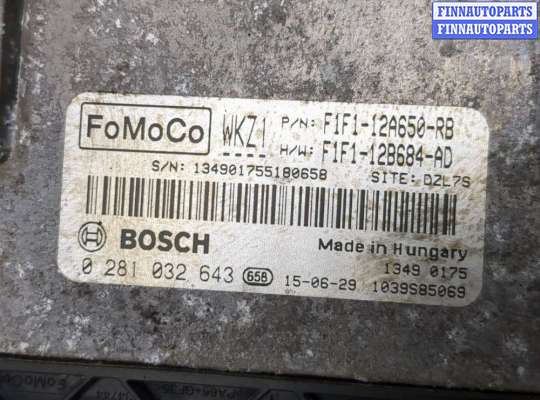 FINNAUTOPARTS
FINNAUTOPARTS
FoMoCo WKZ1 P/N: F1F1-12A650-RB
H/W: F1F1-12B684-AD
S/N: 134901755180658 SITE: DZL7S
BOSCH Made in Hungary
1349 0175
0 281 032 643 658 15-06-29 1039S85069
FoMoCo